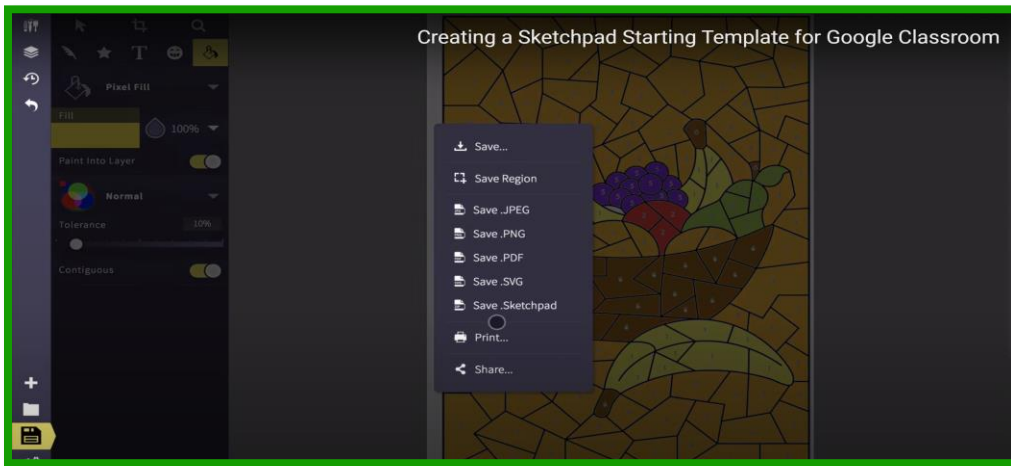 Creating a Sketchpad Starting Template for Google Classroom
T
Pixel Fill
Fill
100%
Paint Into Layer
Normal
Tolerance 10%
Contiguous
Save...
Save Region
Save .JPEG
Save .PNG
Save .PDF
Save .SVG
Save .Sketchpad
Print...
Share...